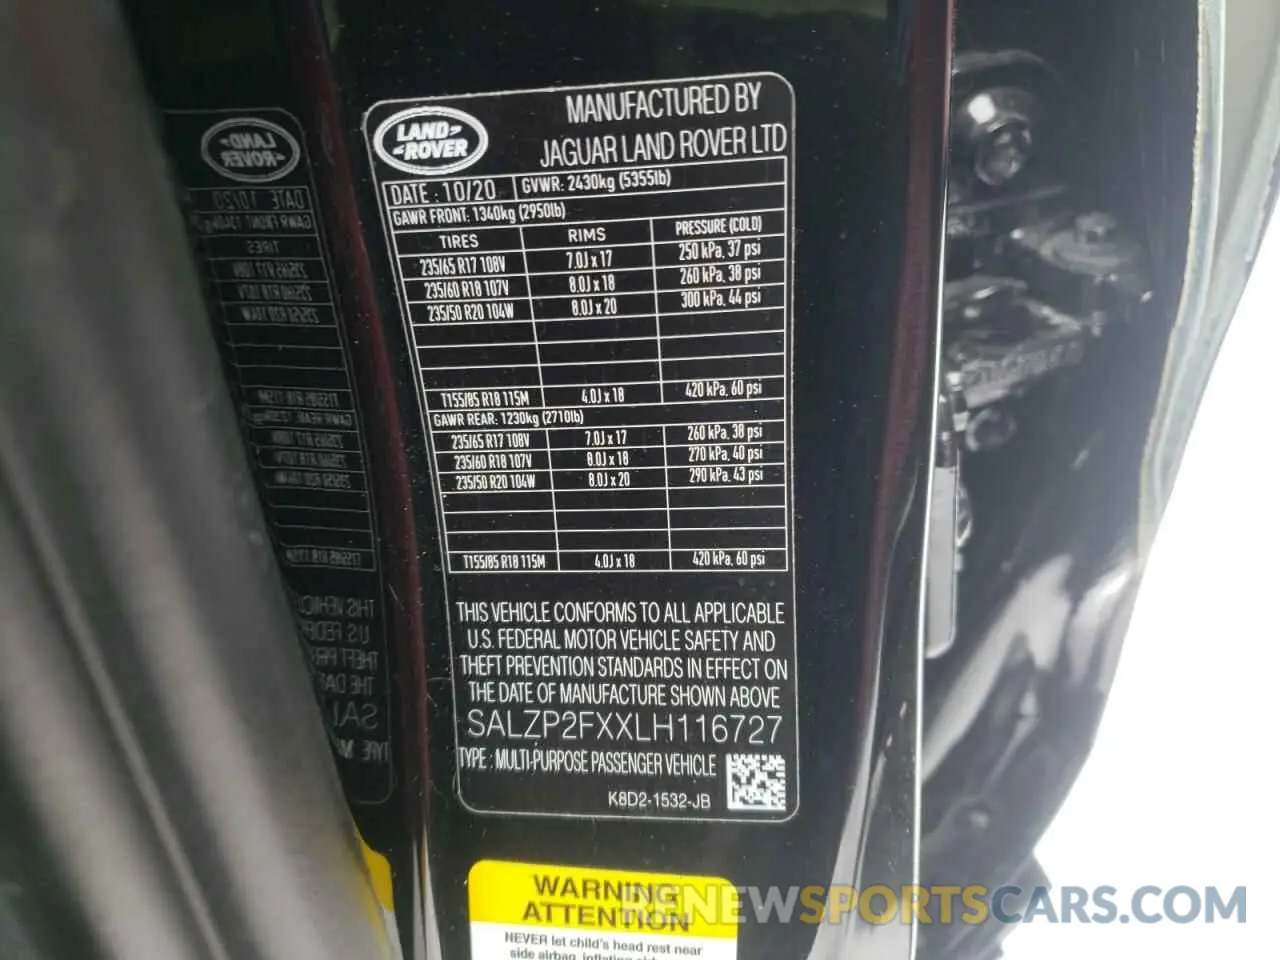 LAND-
-ROVER
MANUFACTURED BY
JAGUAR LAND ROVER LTD
DATE : 10/20 GVWR: 2430kg (5355lb)
GAWR FRONT: 1340kg (2950lb)
TIRES RIMS PRESSURE (COLD)
235/65 R17 108V 7.0J x 17 250 kPa, 37 psi
235/60 R18 107V 8.0J x 18 260 kPa, 38 psi
235/50 R20 104W 8.0J x 20 300 kPa, 44 psi
T155/85 R18 115M 4.0J x 18 420 kPa, 60 psi
GAWR REAR: 1230kg (2710lb)
235/65 R17 108V 7.0J x 17 260 kPa, 38 psi
235/60 R18 107V 8.0J x 18 270 kPa, 40 psi
235/50 R20 104W 8.0J x 20 290 kPa, 43 psi
T155/85 R18 115M 4.0J x 18 420 kPa, 60 psi
THIS VEHICLE CONFORMS TO ALL APPLICABLE
U.S. FEDERAL MOTOR VEHICLE SAFETY AND
THEFT PREVENTION STANDARDS IN EFFECT ON
THE DATE OF MANUFACTURE SHOWN ABOVE
SALZP2FXXLH116727
TYPE : MULTI-PURPOSE PASSENGER VEHICLE
K8D2-1532-JB
WARNING
ATTENTION
NEVER let child's head rest near
side airbag, inflating
RENEWSPORTSCARS.COM